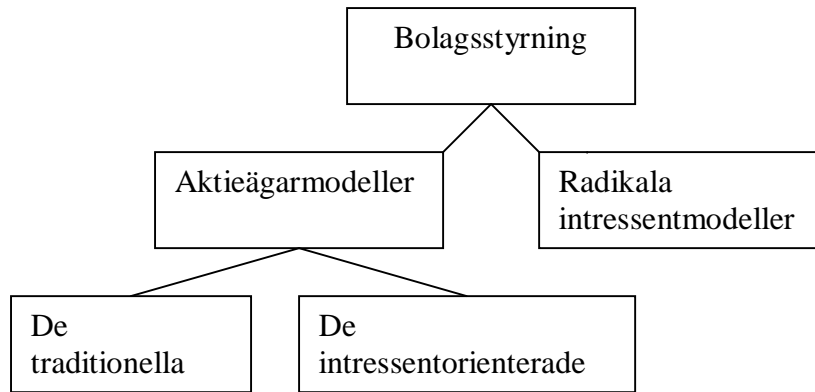 Bolagsstyrning
Aktieägarmodeller
Radikala
intressentmodeller
De
traditionella
De
intressentorienterade